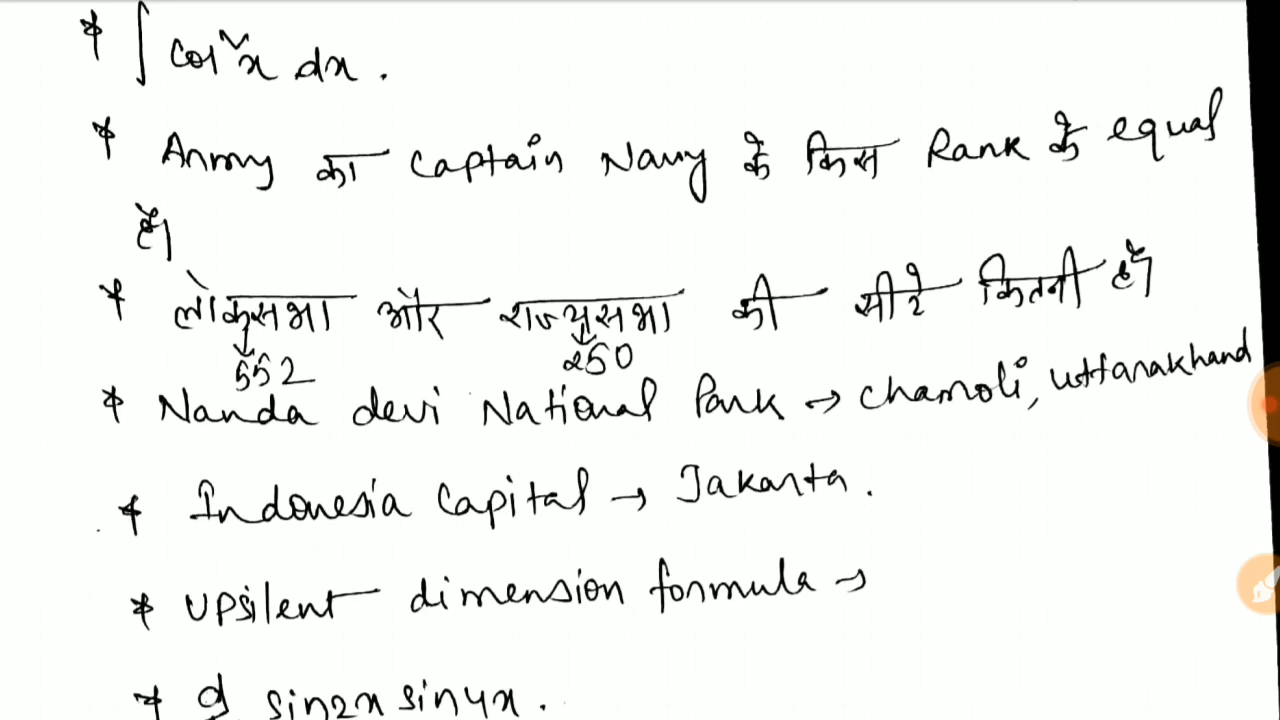 * ∫ cos²x dx .
* Army का Captain Navy के किस Rank के equal
है।
* लोकसभा और राज्यसभा की सीटे कितनी हैं
552 250
* Nanda devi National Park → chamoli, uttarakhand
* Indonesia Capital → Jakarta .
* Upsilent dimension formula →
* d sin2x sin4x .